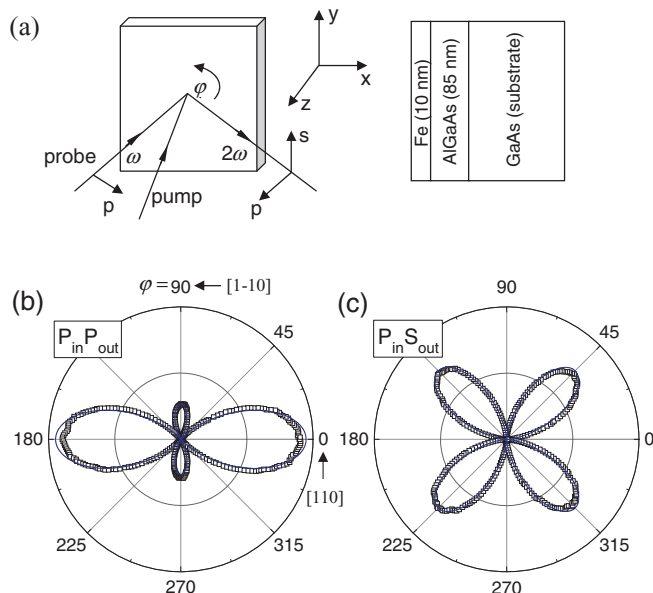 (a)
y
x
z
φ
probe
ω
2ω
s
p
pump
p
Fe (10 nm)
AlGaAs (85 nm)
GaAs (substrate)
(b)
φ = 90 ← [1-10]
PinPout
45
180
0
[110]
225
315
270
(c)
90
PinSout
45
180
0
225
315
270